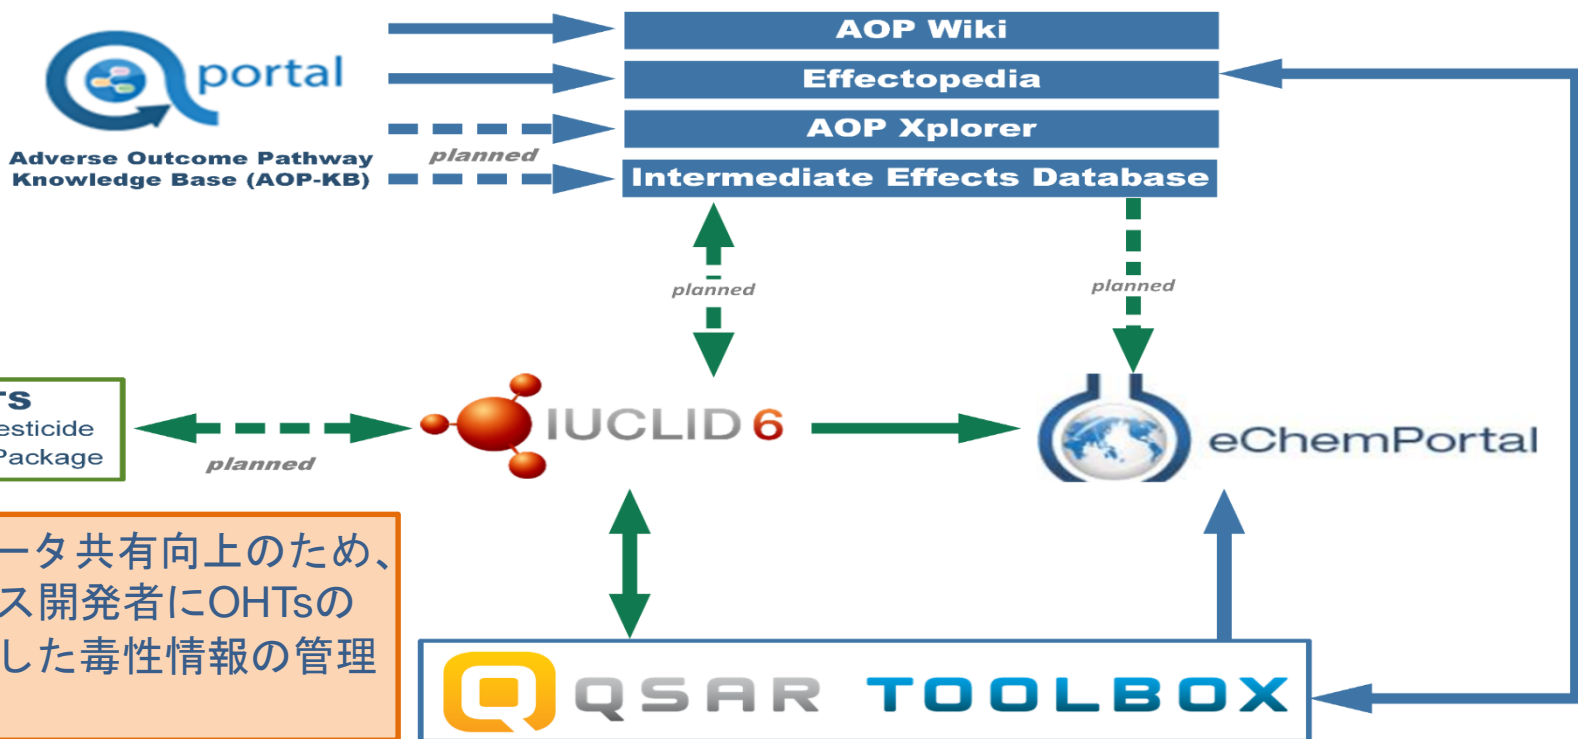 AOP Wiki
portal
Effectopedia
AOP Xplorer
Adverse Outcome Pathway
Knowledge Base (AOP-KB)
planned
Intermediate Effects Database
planned
planned
TS
esticide
Package
planned
IUCLID 6
eChemPortal
ータ共有向上のため、
ス開発者にOHTsの
した毒性情報の管理
QSAR TOOLBOX